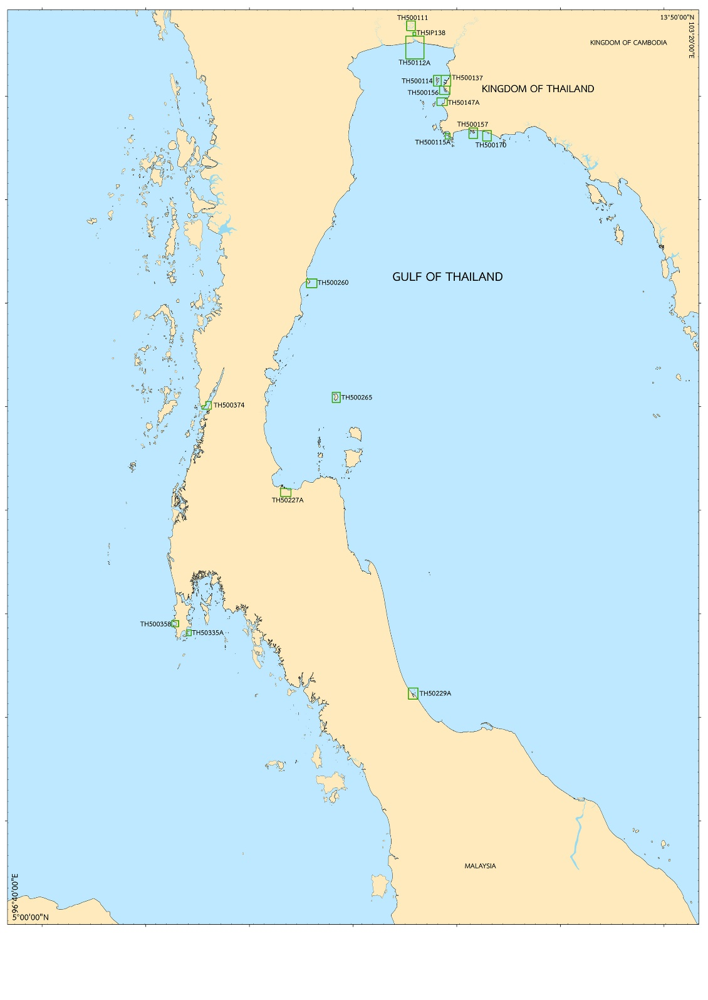 TH500111
13°50'00"N
TH5IP138
103°20'00"E
KINGDOM OF CAMBODIA
TH50112A
TH500114
TH500137
KINGDOM OF THAILAND
TH500156
TH50147A
TH500157
TH500115A
TH500170
GULF OF THAILAND
TH500260
TH500265
TH500374
TH50227A
TH500358
TH50335A
TH50229A
MALAYSIA
96°40'00"E
5°00'00"N